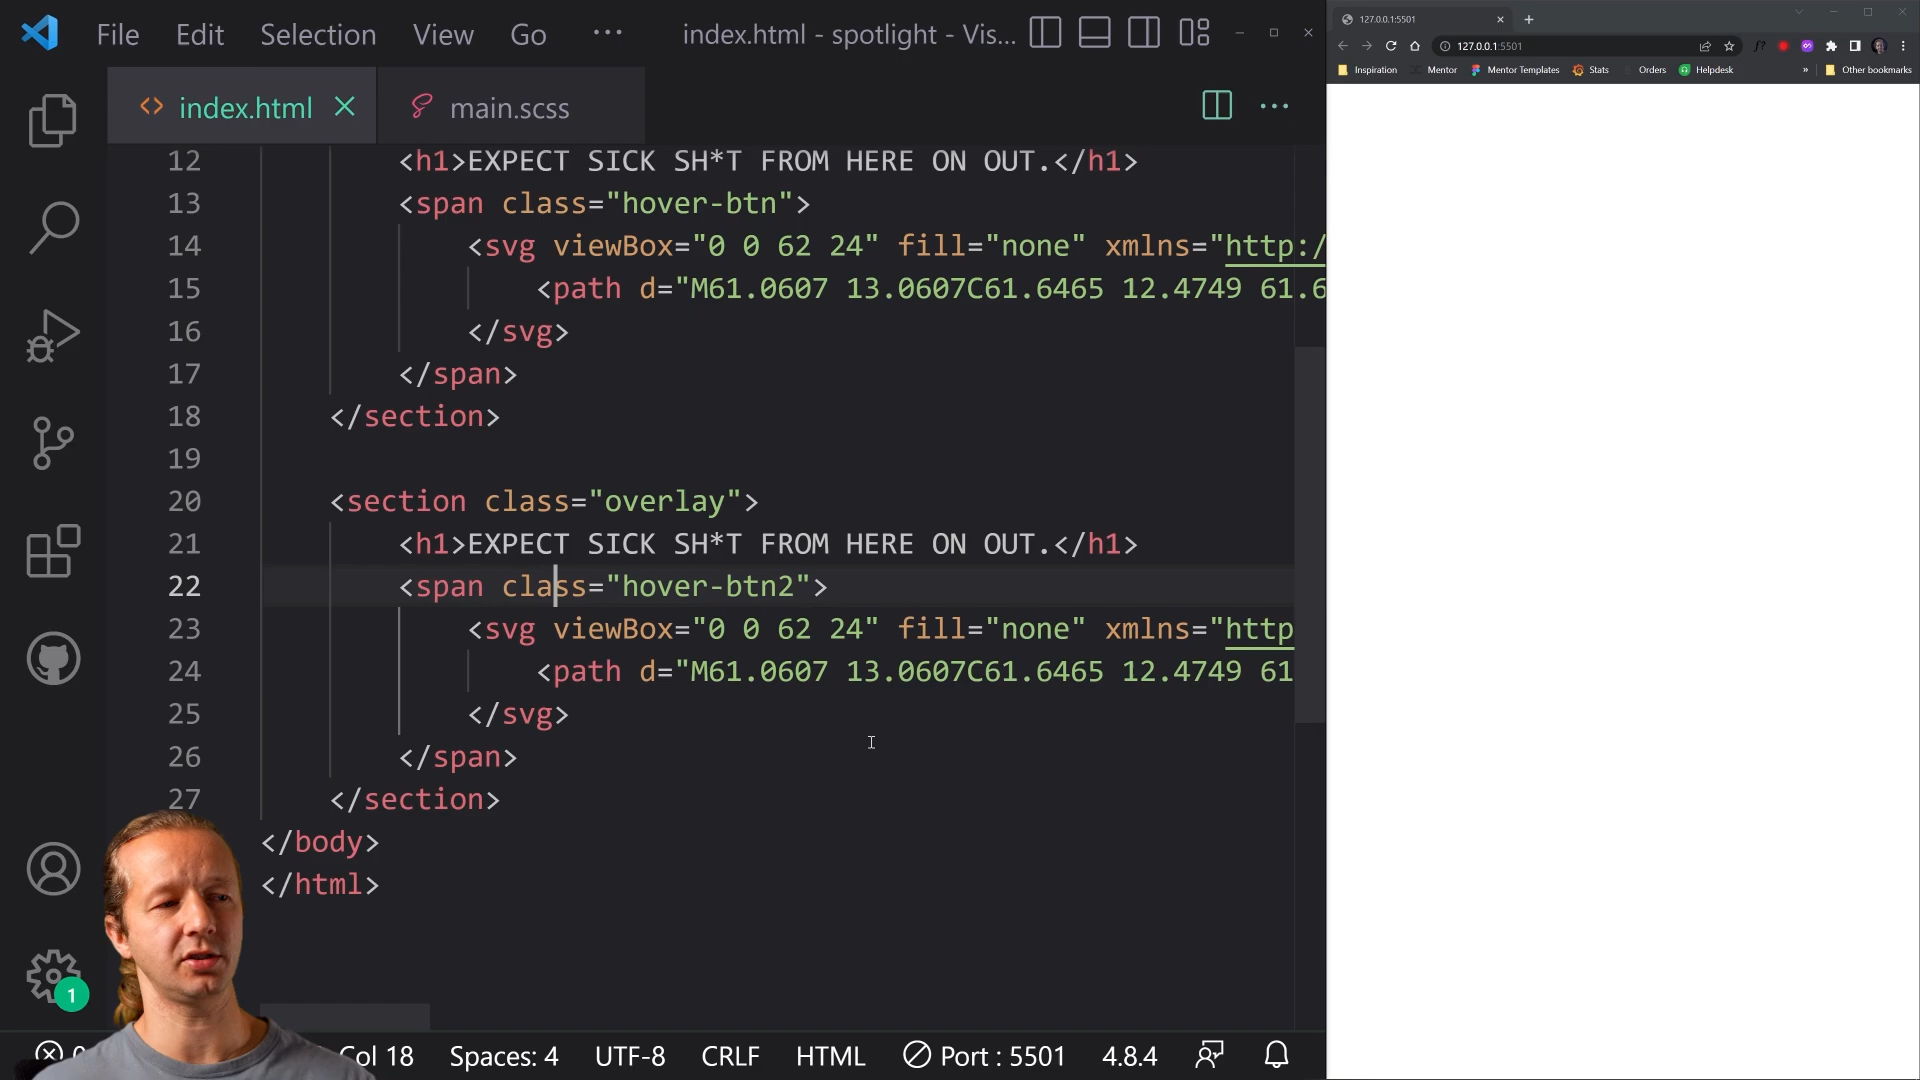 File Edit Selection View Go ··· index.html - spotlight - Vis...
index.html main.scss
12 <h1>EXPECT SICK SH*T FROM HERE ON OUT.</h1>
13 <span class="hover-btn">
14 <svg viewBox="0 0 62 24" fill="none" xmlns="http:/
15 <path d="M61.0607 13.0607C61.6465 12.4749 61.6
16 </svg>
17 </span>
18 </section>
19
20 <section class="overlay">
21 <h1>EXPECT SICK SH*T FROM HERE ON OUT.</h1>
22 <span class="hover-btn2">
23 <svg viewBox="0 0 62 24" fill="none" xmlns="http
24 <path d="M61.0607 13.0607C61.6465 12.4749 61
25 </svg>
26 </span>
27 </section>
</body>
</html>
1
Col 18 Spaces: 4 UTF-8 CRLF HTML Port : 5501 4.8.4
127.0.0.1:5501
127.0.0.1:5501
Inspiration Mentor Mentor Templates Stats Orders Helpdesk » Other bookmarks